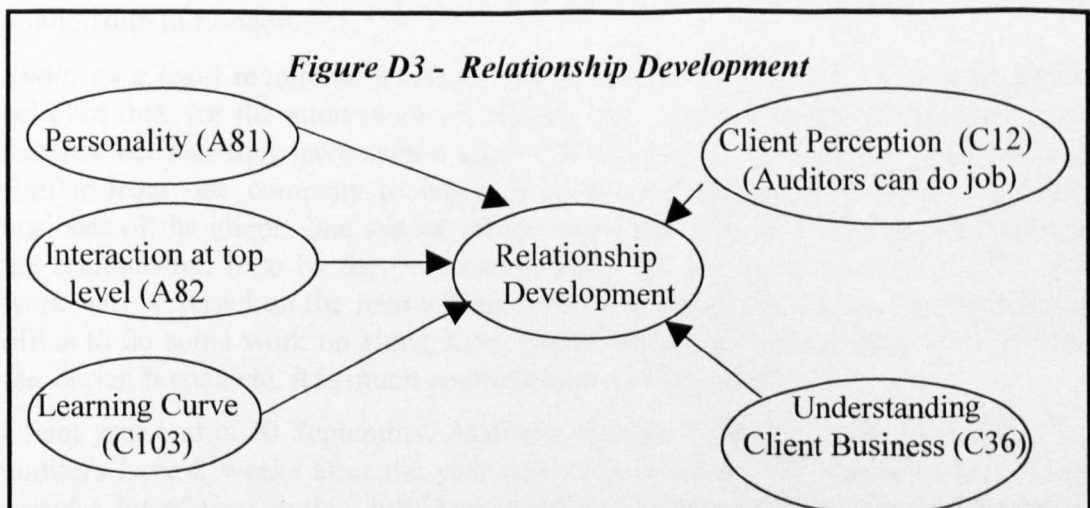 Figure D3 - Relationship Development
Personality (A81)
Interaction at top
level (A82
Learning Curve
(C103)
Relationship
Development
Client Perception (C12)
(Auditors can do job)
Understanding
Client Business (C36)